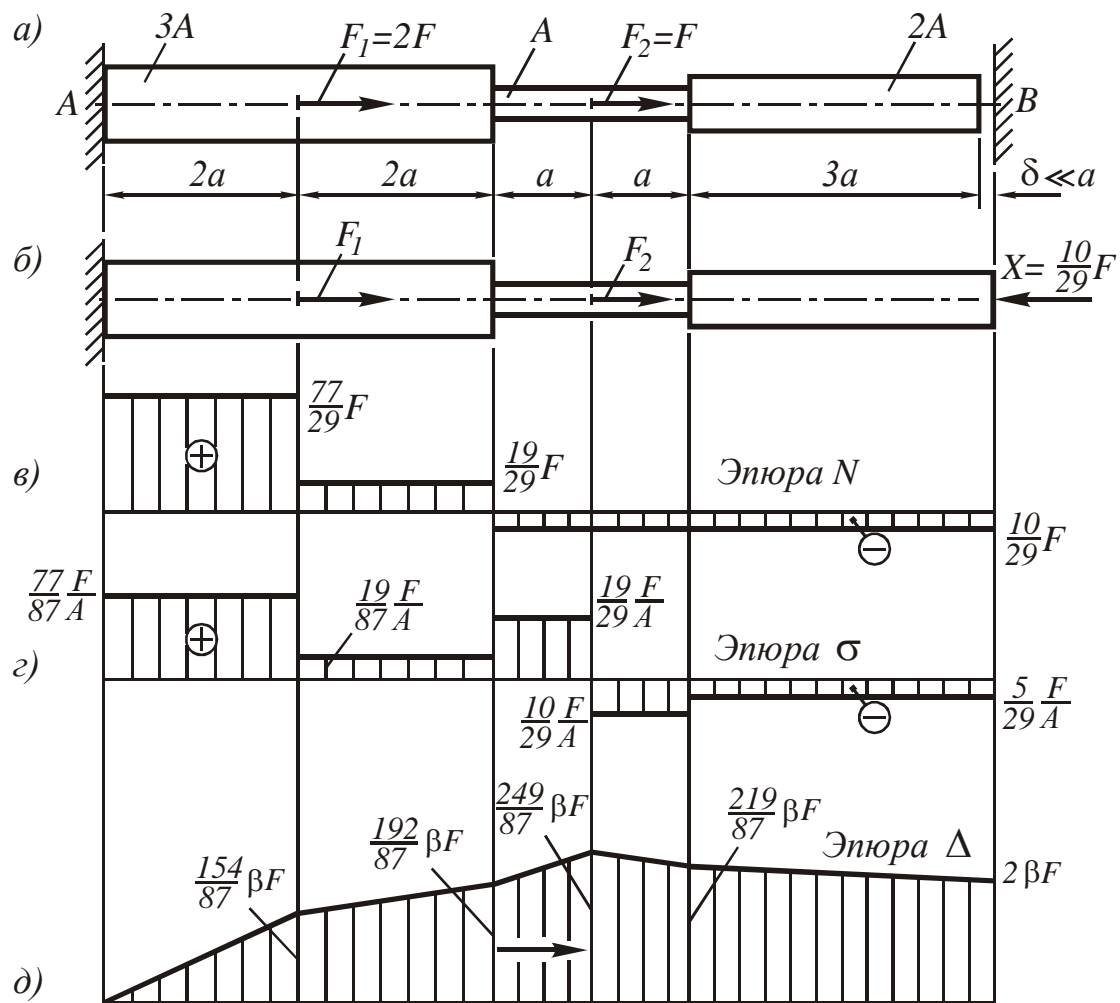 а) 3A F₁=2F A F₂=F 2A
A B
2a 2a a a 3a δ≪a
б) F₁ F₂ X= 10/29 F
77/29 F
в) 19/29 F Эпюра N
10/29 F
77/87 F/A 19/87 F/A 19/29 F/A
г) Эпюра σ
10/29 F/A 5/29 F/A
154/87 βF 192/87 βF 249/87 βF 219/87 βF Эпюра Δ 2βF
д)